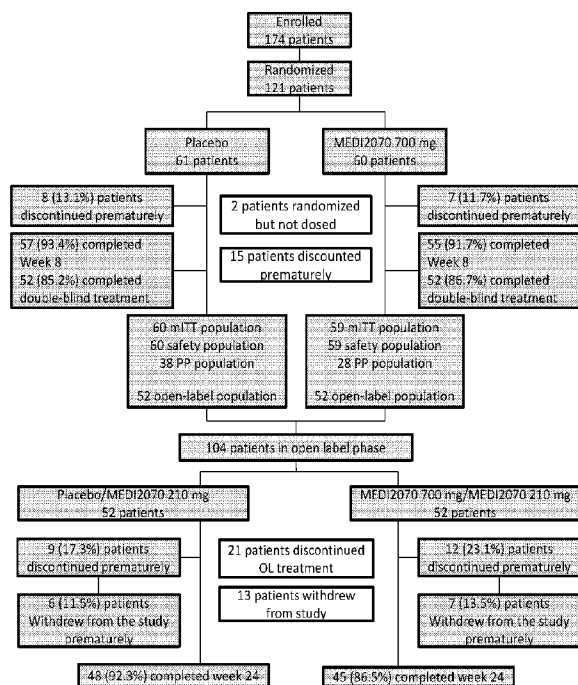 Enrolled
174 patients
Randomized
121 patients
Placebo
61 patients
MEDI2070 700 mg
60 patients
8 (13.1%) patients
discontinued prematurely
2 patients randomized
but not dosed
7 (11.7%) patients
discontinued prematurely
57 (93.4%) completed
Week 8
52 (85.2%) completed
double-blind treatment
15 patients discounted
prematurely
55 (91.7%) completed
Week 8
52 (86.7%) completed
double-blind treatment
60 mITT population
60 safety population
38 PP population
52 open-label population
59 mITT population
59 safety population
28 PP population
52 open-label population
104 patients in open label phase
Placebo/MEDI2070 210 mg
52 patients
MEDI2070 700 mg/MEDI2070 210 mg
52 patients
9 (17.3%) patients
discontinued prematurely
21 patients discontinued
OL treatment
12 (23.1%) patients
discontinued prematurely
6 (11.5%) patients
Withdrew from the study
prematurely
13 patients withdrew
from study
7 (13.5%) patients
Withdrew from the study
prematurely
48 (92.3%) completed week 24
45 (86.5%) completed week 24